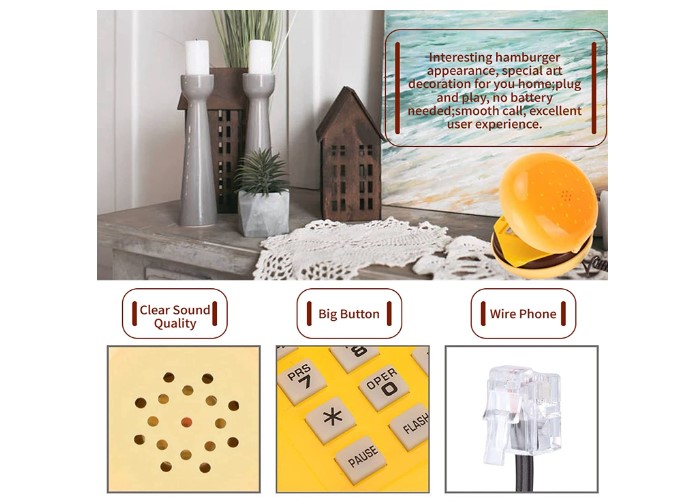 Interesting hamburger
appearance, special art
decoration for you home;plug
and play, no battery
needed;smooth call, excellent
user experience.
Clear Sound
Quality
Big Button
Wire Phone
8
PRS
7
OPER
0
*
FLASH
PAUSE